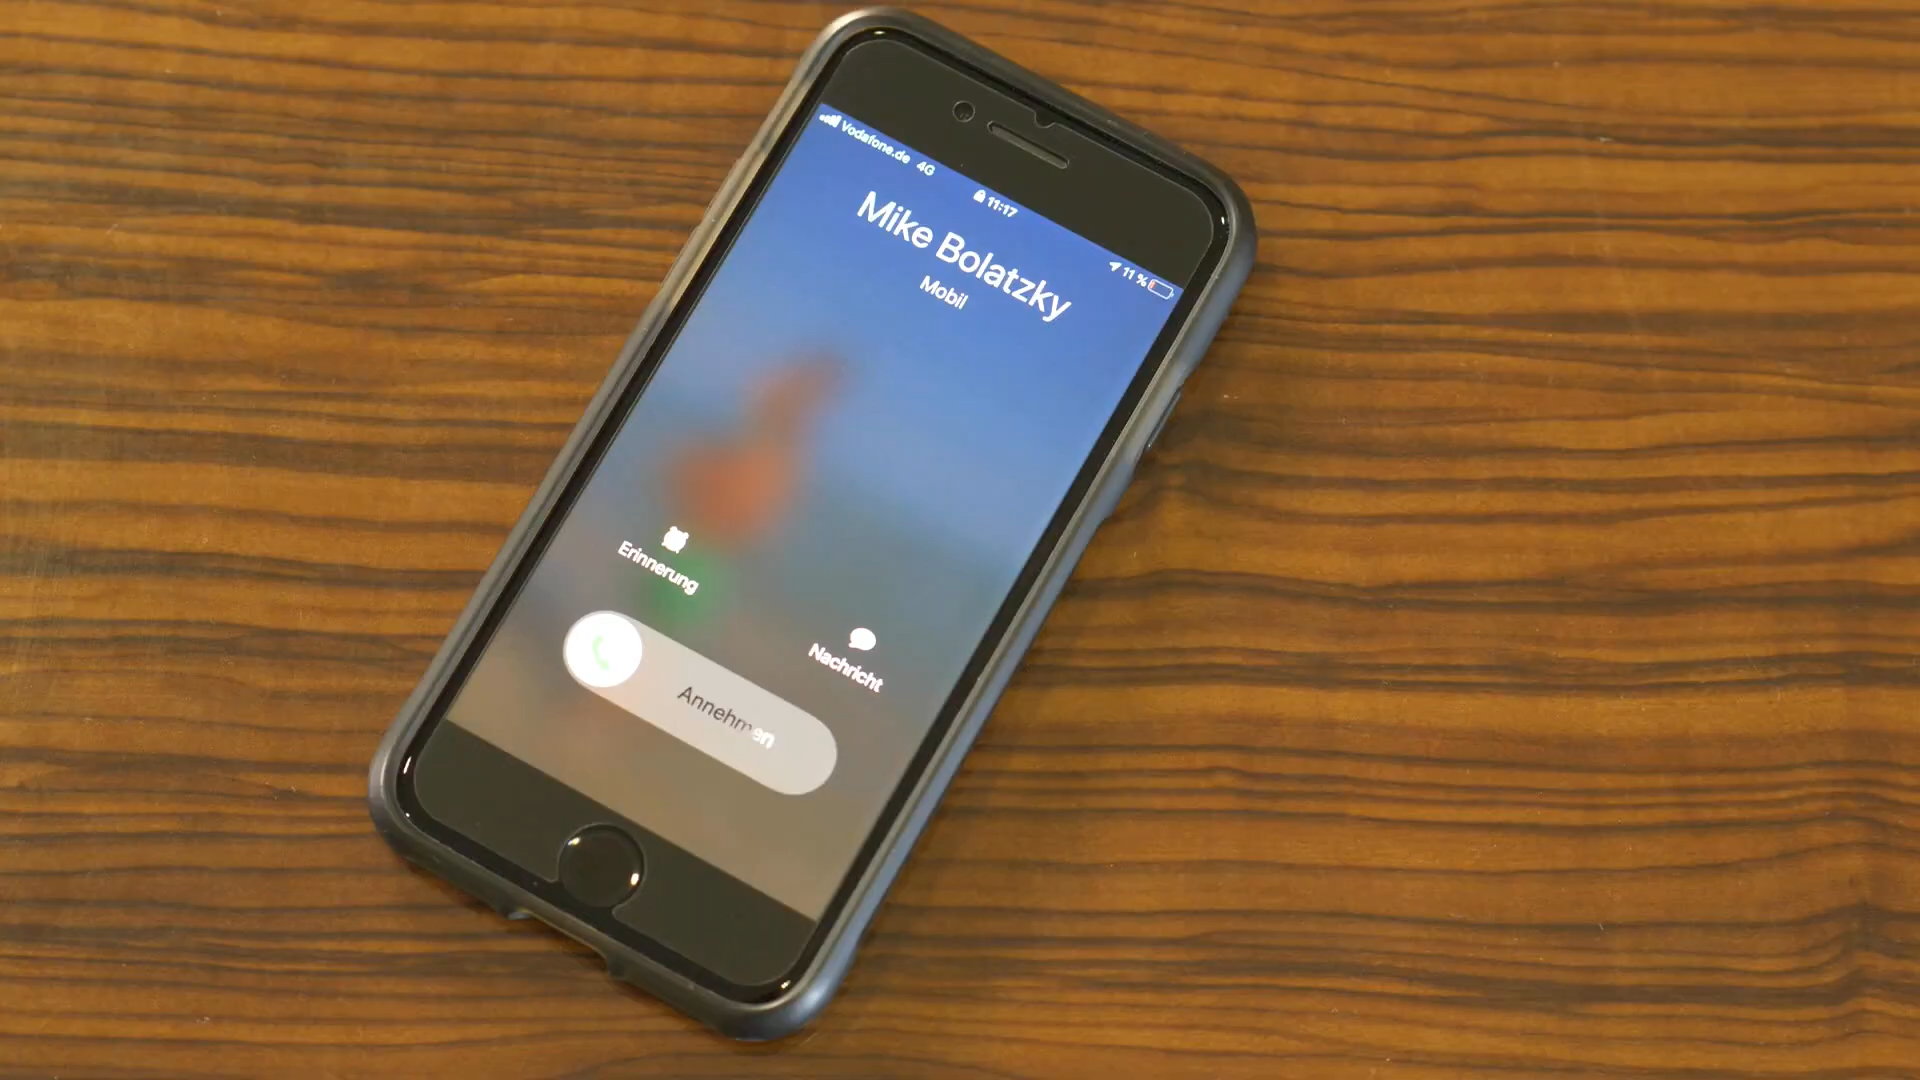 Vodafone.de 4G
11:17
11 %
Mike Bolatzky
Mobil
Erinnerung
Nachricht
Annehmen